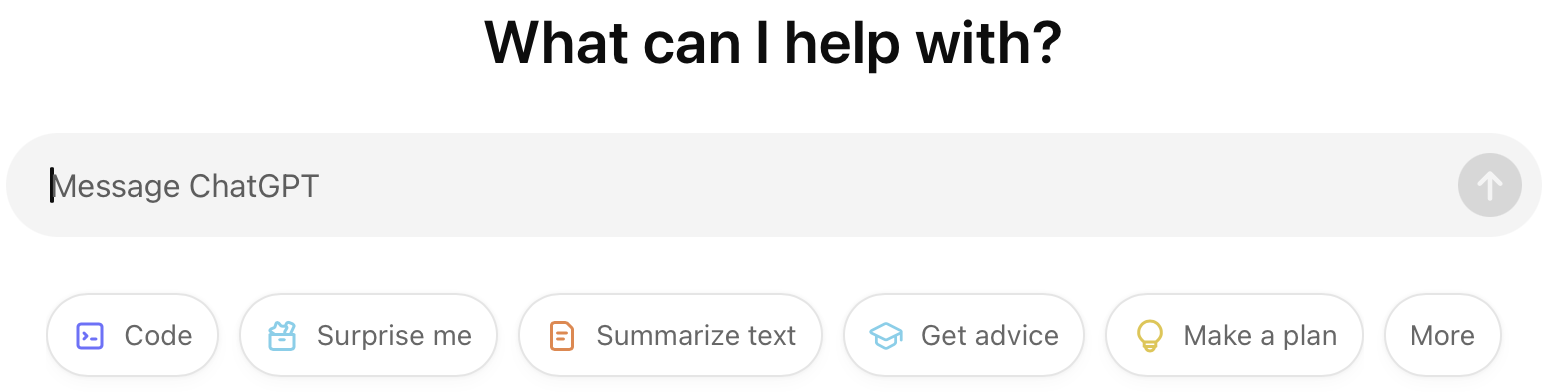 What can I help with?
Message ChatGPT
Code Surprise me Summarize text Get advice Make a plan More